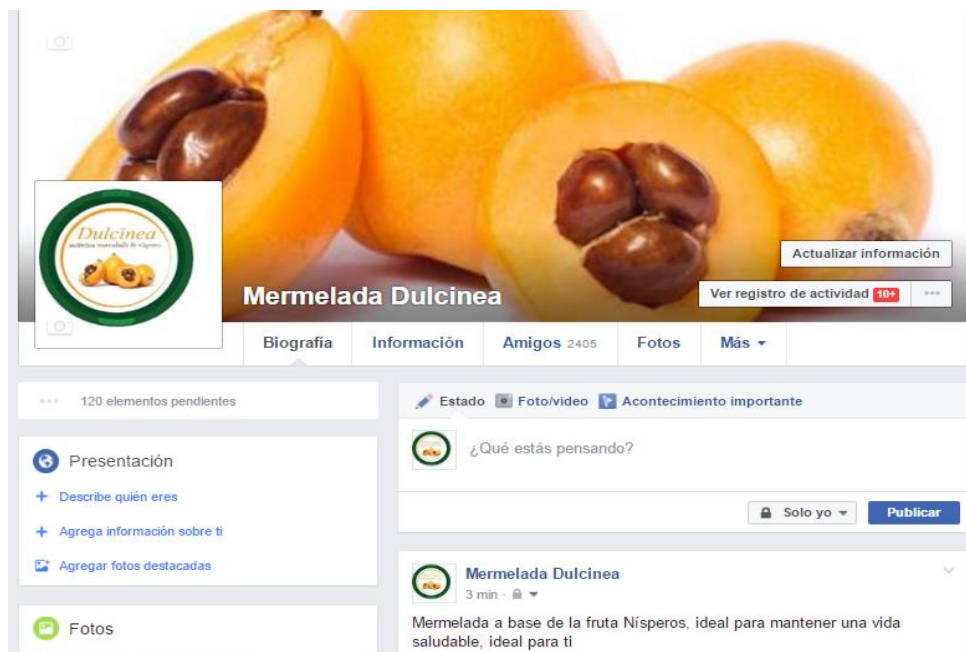 Dulcinea
Mermelada Dulcinea
Actualizar información
Ver registro de actividad 10+
Biografía Información Amigos 2405 Fotos Más
120 elementos pendientes
Presentación
Describe quién eres
Agrega información sobre ti
Agregar fotos destacadas
Fotos
Estado Foto/video Acontecimiento importante
¿Qué estás pensando?
Solo yo Publicar
Mermelada Dulcinea
3 min
Mermelada a base de la fruta Nísperos, ideal para mantener una vida
saludable, ideal para ti